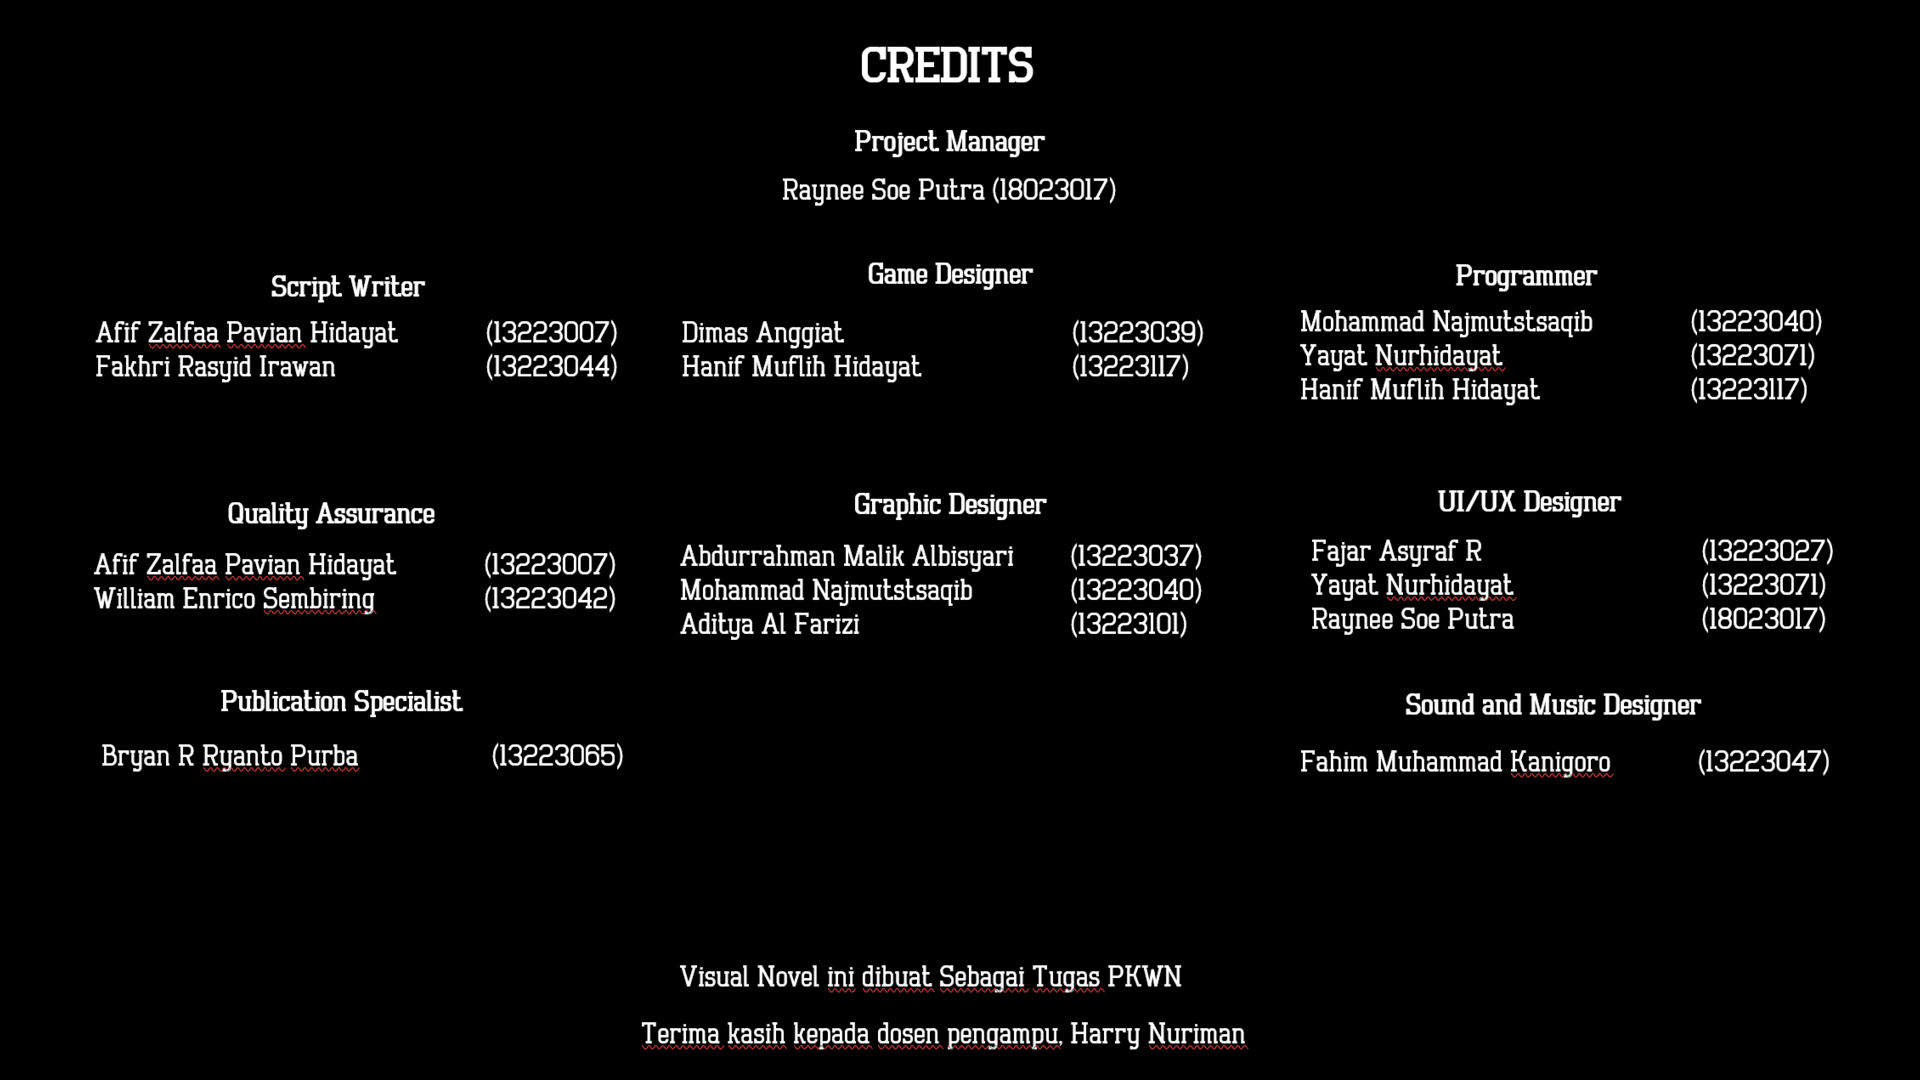 CREDITS
Project Manager
Raynee Soe Putra (18023017)
Script Writer
Afif Zalfaa Pavian Hidayat (13223007)
Fakhri Rasyid Irawan (13223044)
Game Designer
Dimas Anggiat (13223039)
Hanif Muflih Hidayat (13223117)
Programmer
Mohammad Najmutstsaqib (13223040)
Yayat Nurhidayat (13223071)
Hanif Muflih Hidayat (13223117)
Quality Assurance
Afif Zalfaa Pavian Hidayat (13223007)
William Enrico Sembiring (13223042)
Graphic Designer
Abdurrahman Malik Albisyari (13223037)
Mohammad Najmutstsaqib (13223040)
Aditya Al Farizi (13223101)
UI/UX Designer
Fajar Asyraf R (13223027)
Yayat Nurhidayat (13223071)
Raynee Soe Putra (18023017)
Publication Specialist
Bryan R Ryanto Purba (13223065)
Sound and Music Designer
Fahim Muhammad Kanigoro (13223047)
Visual Novel ini dibuat Sebagai Tugas PKWN
Terima kasih kepada dosen pengampu, Harry Nuriman